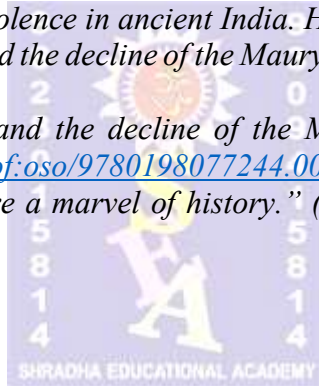 olence in ancient India. H
d the decline of the Maury
and the decline of the M
of:oso/9780198077244.00
e a marvel of history.” (
SHRADHA EDUCATIONAL ACADEMY